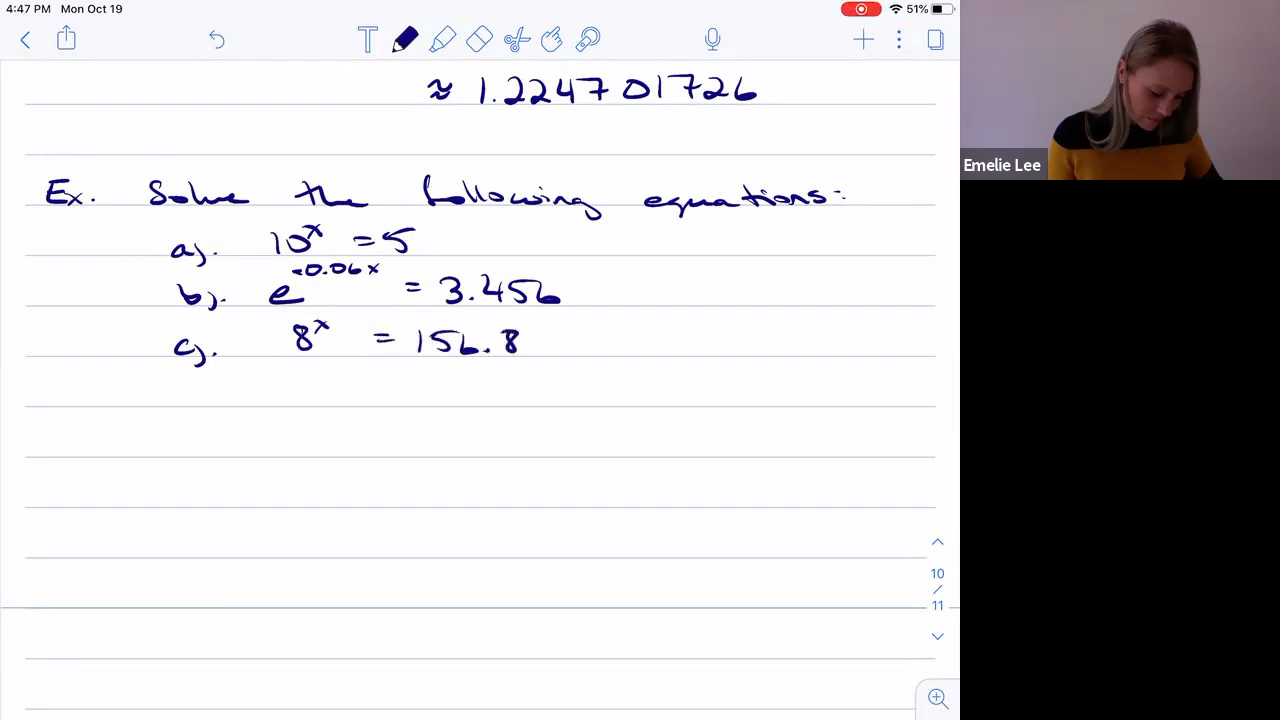 4:47 PM Mon Oct 19
51%
T
≈ 1.224701726
Emelie Lee
Ex. Solve the following equations:
a). 10^x = 5
b). e^-0.06x = 3.456
c). 8^x = 156.8
10
/
11